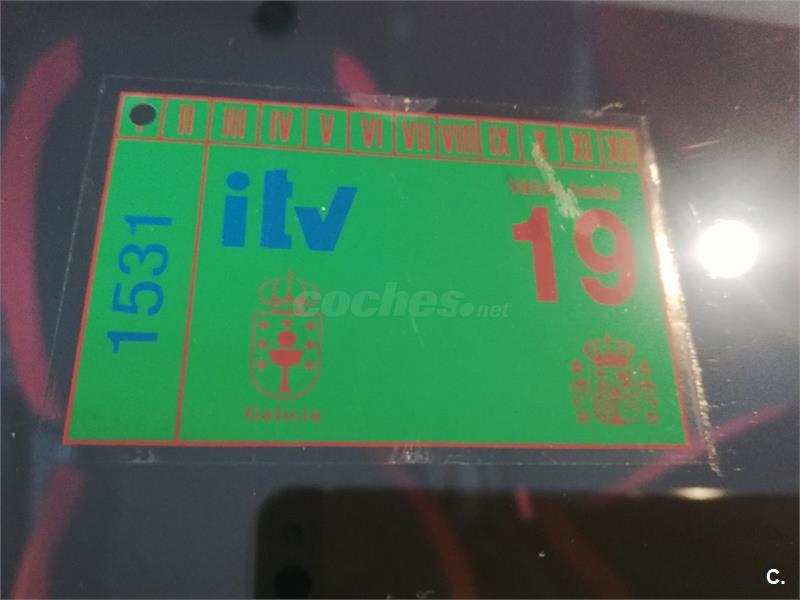 I II III IV V VI VII VIII IX X XI XII
1531
itv
Válido hasta
19
coches.net
Galicia
C.